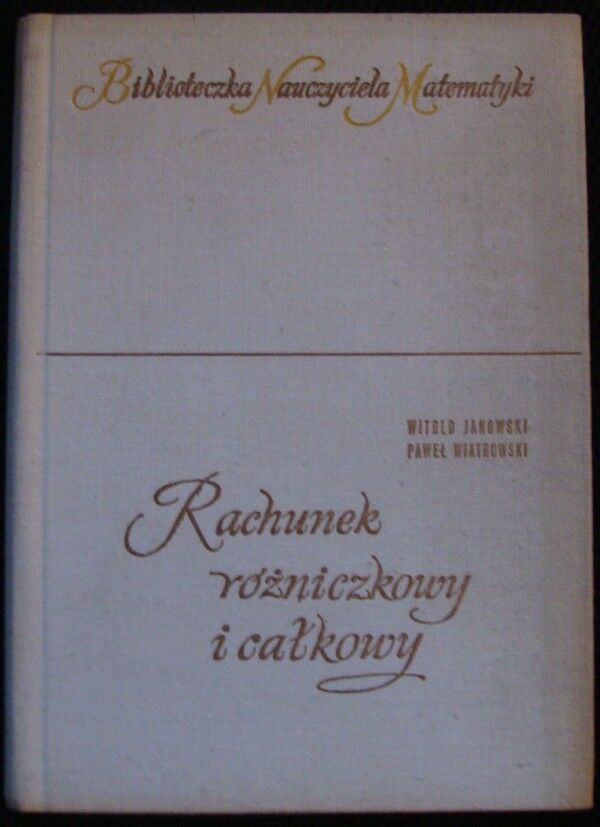 Biblioteczka Nauczyciela Matematyki
WITOLD JANOWSKI
PAWEŁ WIATROWSKI
Rachunek
różniczkowy
i całkowy